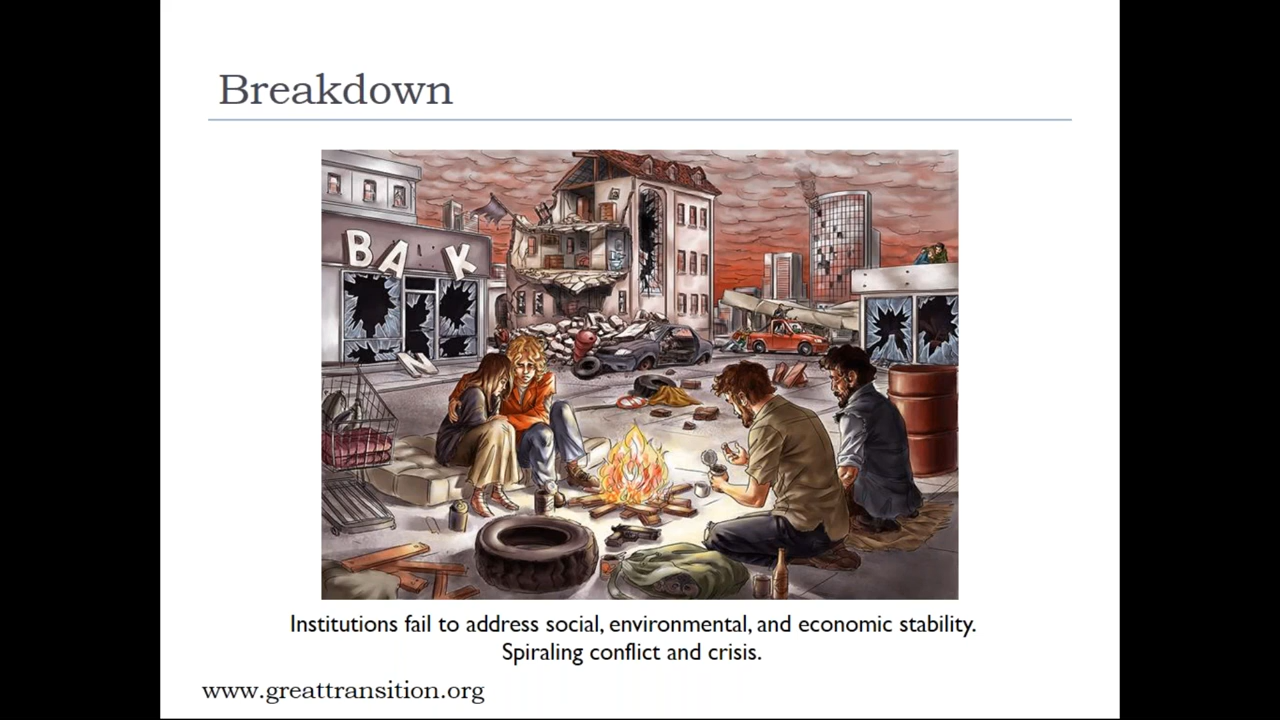 Breakdown
BA K
N
Institutions fail to address social, environmental, and economic stability.
Spiraling conflict and crisis.
www.greattransition.org